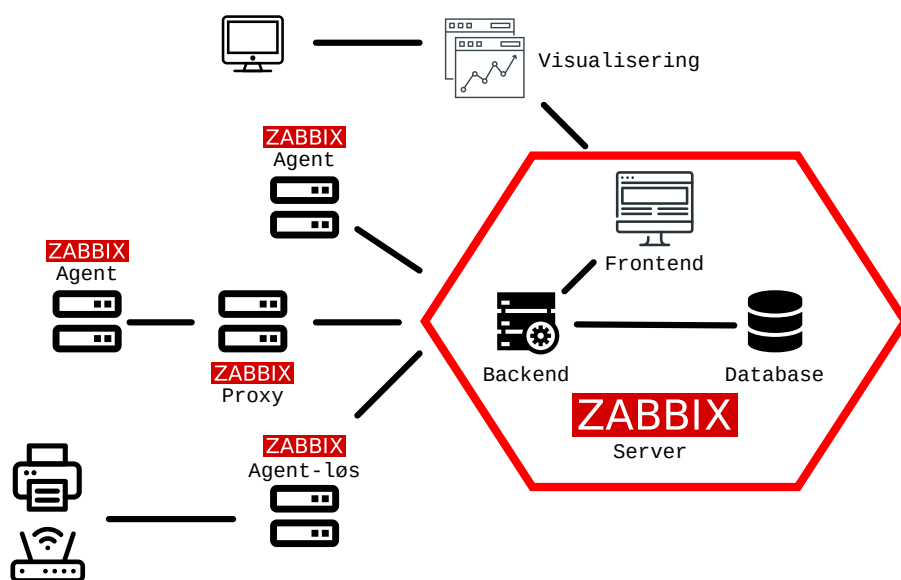 Visualisering
ZABBIX
Agent
ZABBIX
Agent
ZABBIX
Proxy
ZABBIX
Agent-løs
Frontend
Backend
Database
ZABBIX
Server